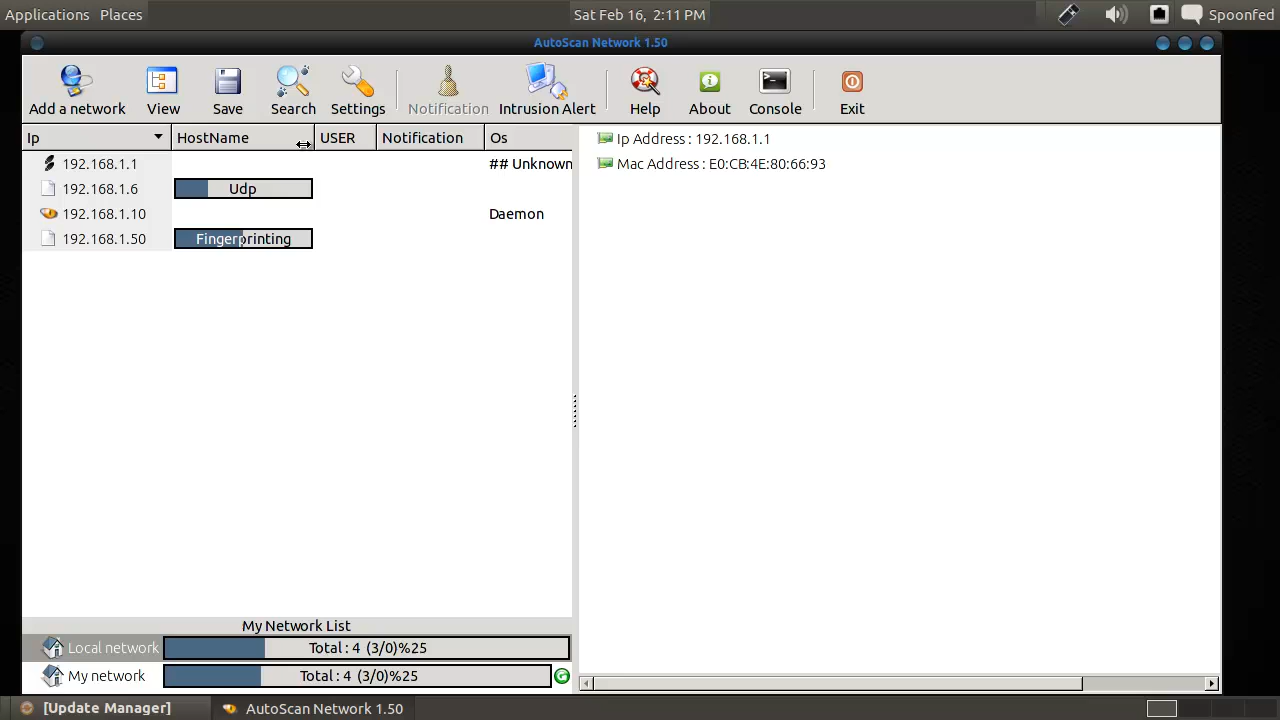 Applications Places Sat Feb 16, 2:11 PM Spoonfed
AutoScan Network 1.50
Add a network View Save Search Settings Notification Intrusion Alert Help About Console Exit
Ip HostName USER Notification Os
192.168.1.1 ## Unknown
192.168.1.6 Udp
192.168.1.10 Daemon
192.168.1.50 Fingerprinting
Ip Address : 192.168.1.1
Mac Address : E0:CB:4E:80:66:93
My Network List
Local network Total : 4 (3/0)%25
My network Total : 4 (3/0)%25
[Update Manager] AutoScan Network 1.50